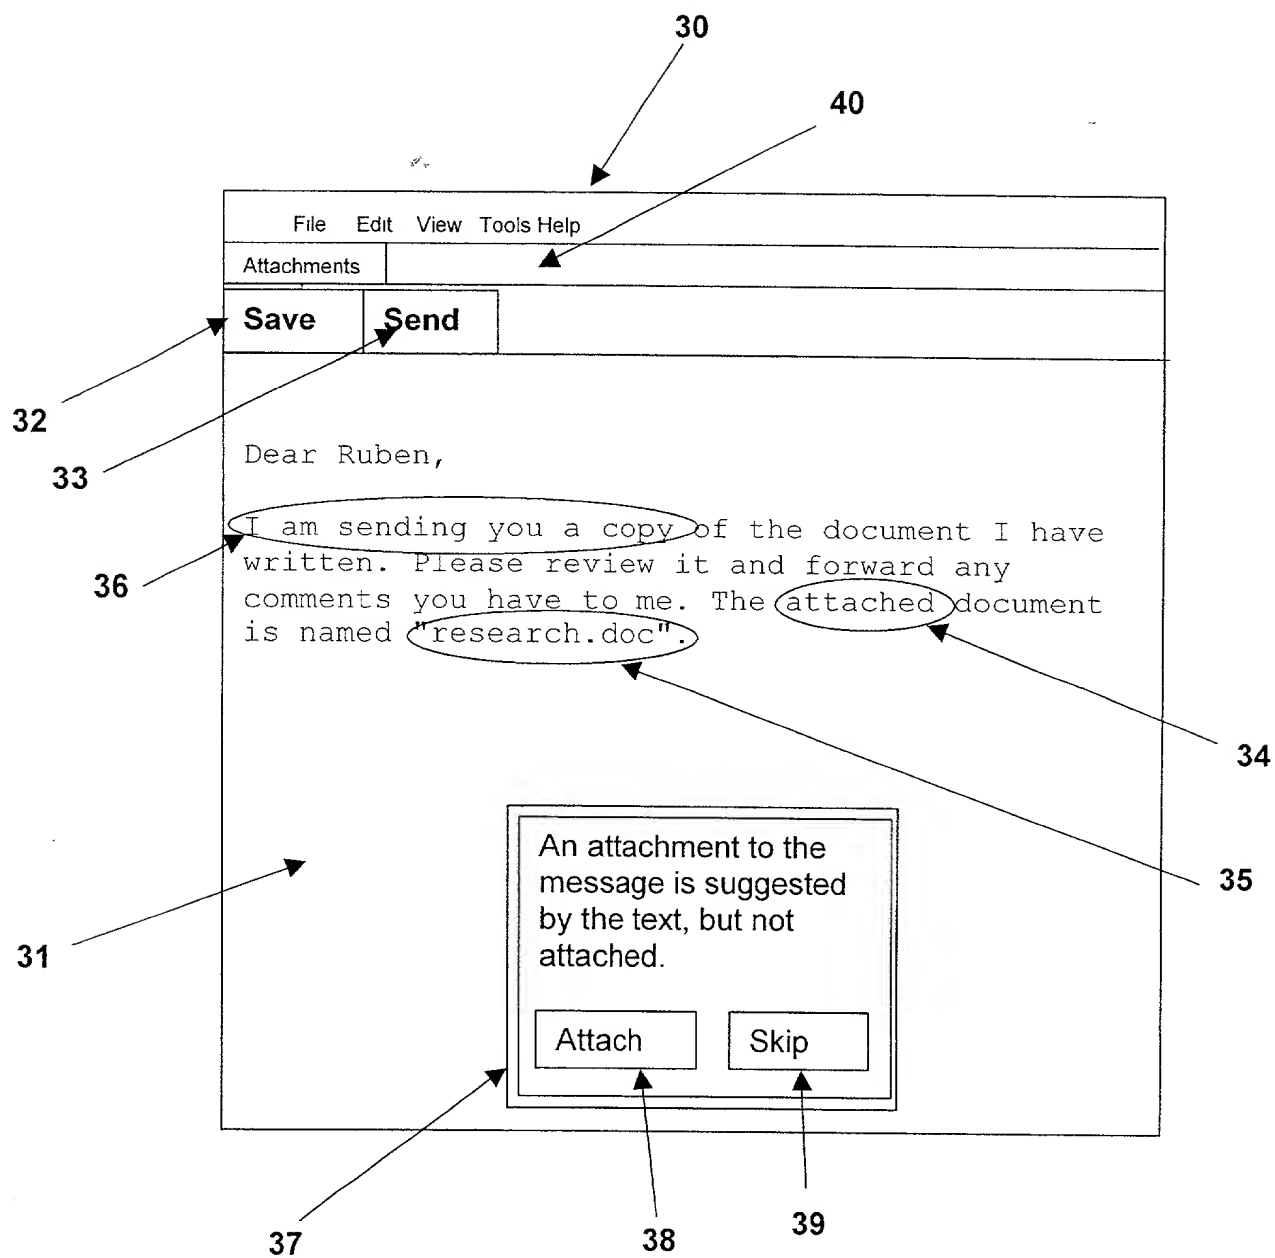 30
40
File Edit View Tools Help
Attachments
Save Send
32
33
Dear Ruben,
I am sending you a copy of the document I have
written. Please review it and forward any
comments you have to me. The attached document
is named "research.doc".
36
34
35
31
An attachment to the
message is suggested
by the text, but not
attached.
Attach Skip
37
38
39